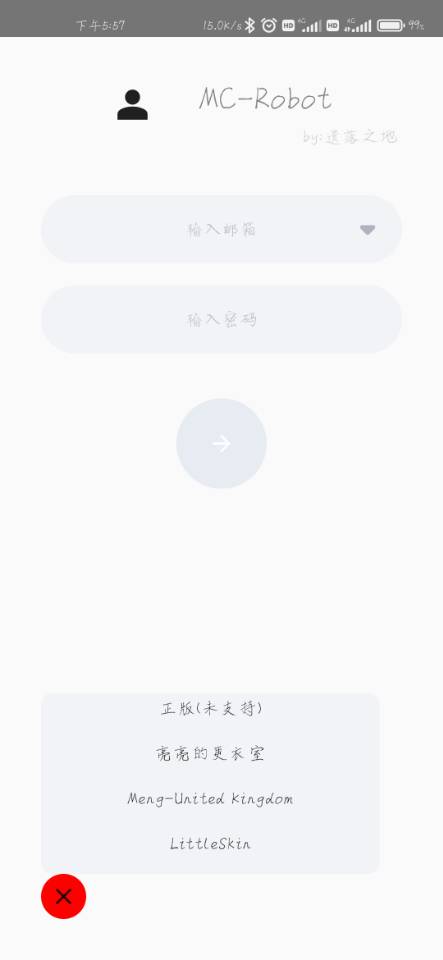 下午5:57 15.0K/s HD 4G HD 4G 99%
MC-Robot
by:遗落之地
输入邮箱
输入密码
正版(未支持)
亮亮的更衣室
Meng-United Kingdom
LittleSkin